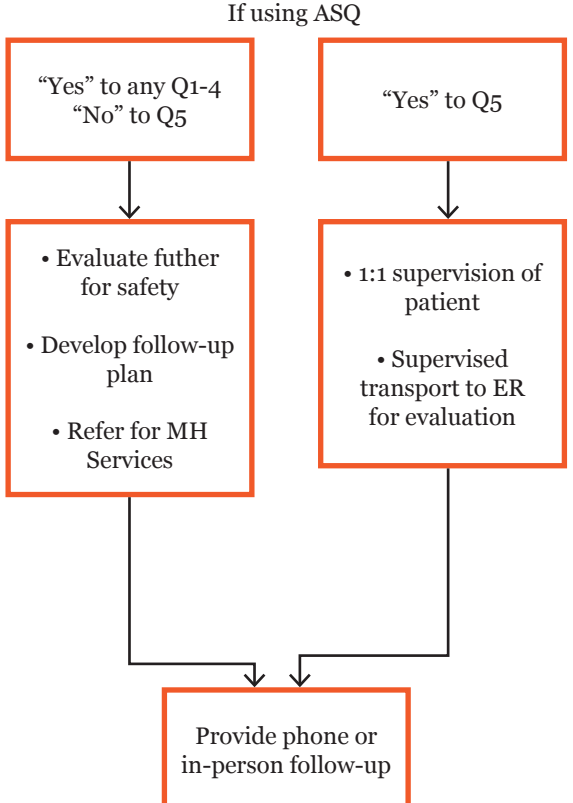 If using ASQ
“Yes” to any Q1-4
“No” to Q5
“Yes” to Q5
• Evaluate futher
for safety
• Develop follow-up
plan
• Refer for MH
Services
• 1:1 supervision of
patient
• Supervised
transport to ER
for evaluation
Provide phone or
in-person follow-up